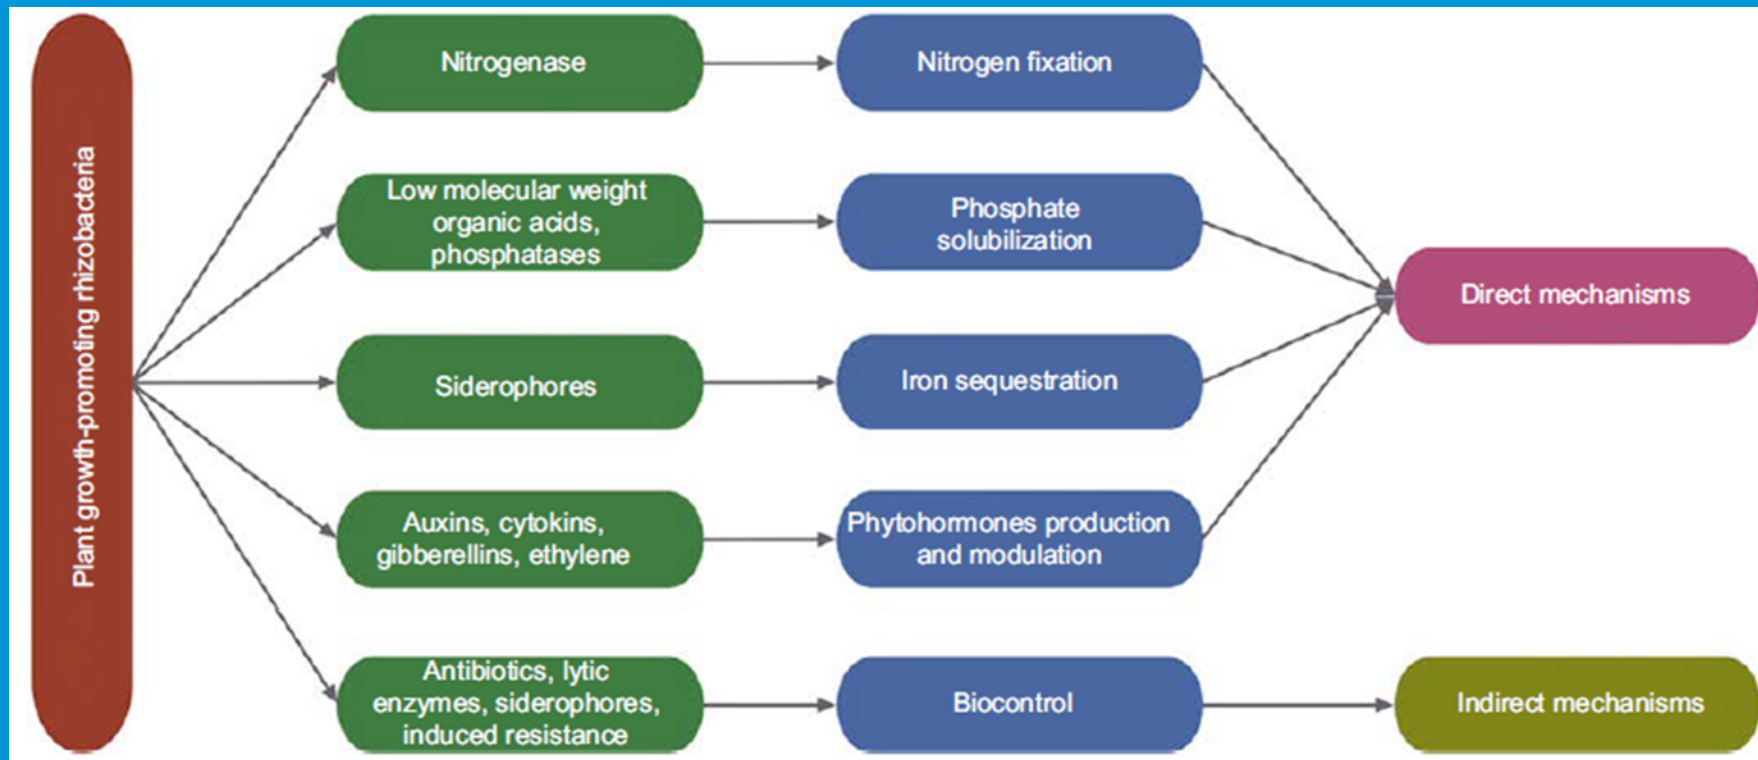 Plant growth-promoting rhizobacteria
Nitrogenase
Nitrogen fixation
Low molecular weight
organic acids,
phosphatases
Phosphate
solubilization
Direct mechanisms
Siderophores
Iron sequestration
Auxins, cytokins,
gibberellins, ethylene
Phytohormones production
and modulation
Antibiotics, lytic
enzymes, siderophores,
induced resistance
Biocontrol
Indirect mechanisms